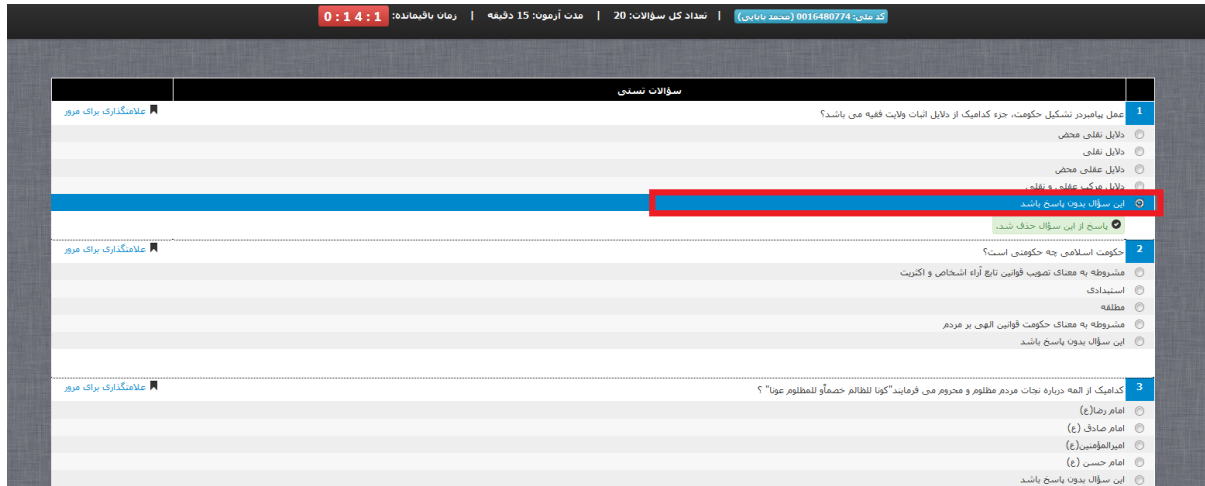 کد ملی: 0016480774 (محمد بابایی) | تعداد کل سؤالات: 20 | مدت آزمون: 15 دقیقه | زمان باقیمانده: 0:14:1
سؤالات تستی
1 عمل پیامبردر تشکیل حکومت، جزء کدامیک از دلایل اثبات ولایت فقیه می باشد؟ علامتگذاری برای مرور
دلایل نقلی محض
دلایل نقلی
دلایل عقلی محض
دلایل مرکب عقلی و نقلی
این سؤال بدون پاسخ باشد
پاسخ از این سؤال حذف شد.
2 حکومت اسلامی چه حکومتی است؟ علامتگذاری برای مرور
مشروطه به معنای تصویب قوانین تابع آراء اشخاص و اکثریت
استبدادی
مطلقه
مشروطه به معنای حکومت قوانین الهی بر مردم
این سؤال بدون پاسخ باشد
3 کدامیک از ائمه درباره نجات مردم مظلوم و محروم می فرمایند"کونا للظالم خصماًو للمظلوم عونا" ؟ علامتگذاری برای مرور
امام رضا(ع)
امام صادق (ع)
امیرالمؤمنین(ع)
امام حسن (ع)
این سؤال بدون پاسخ باشد